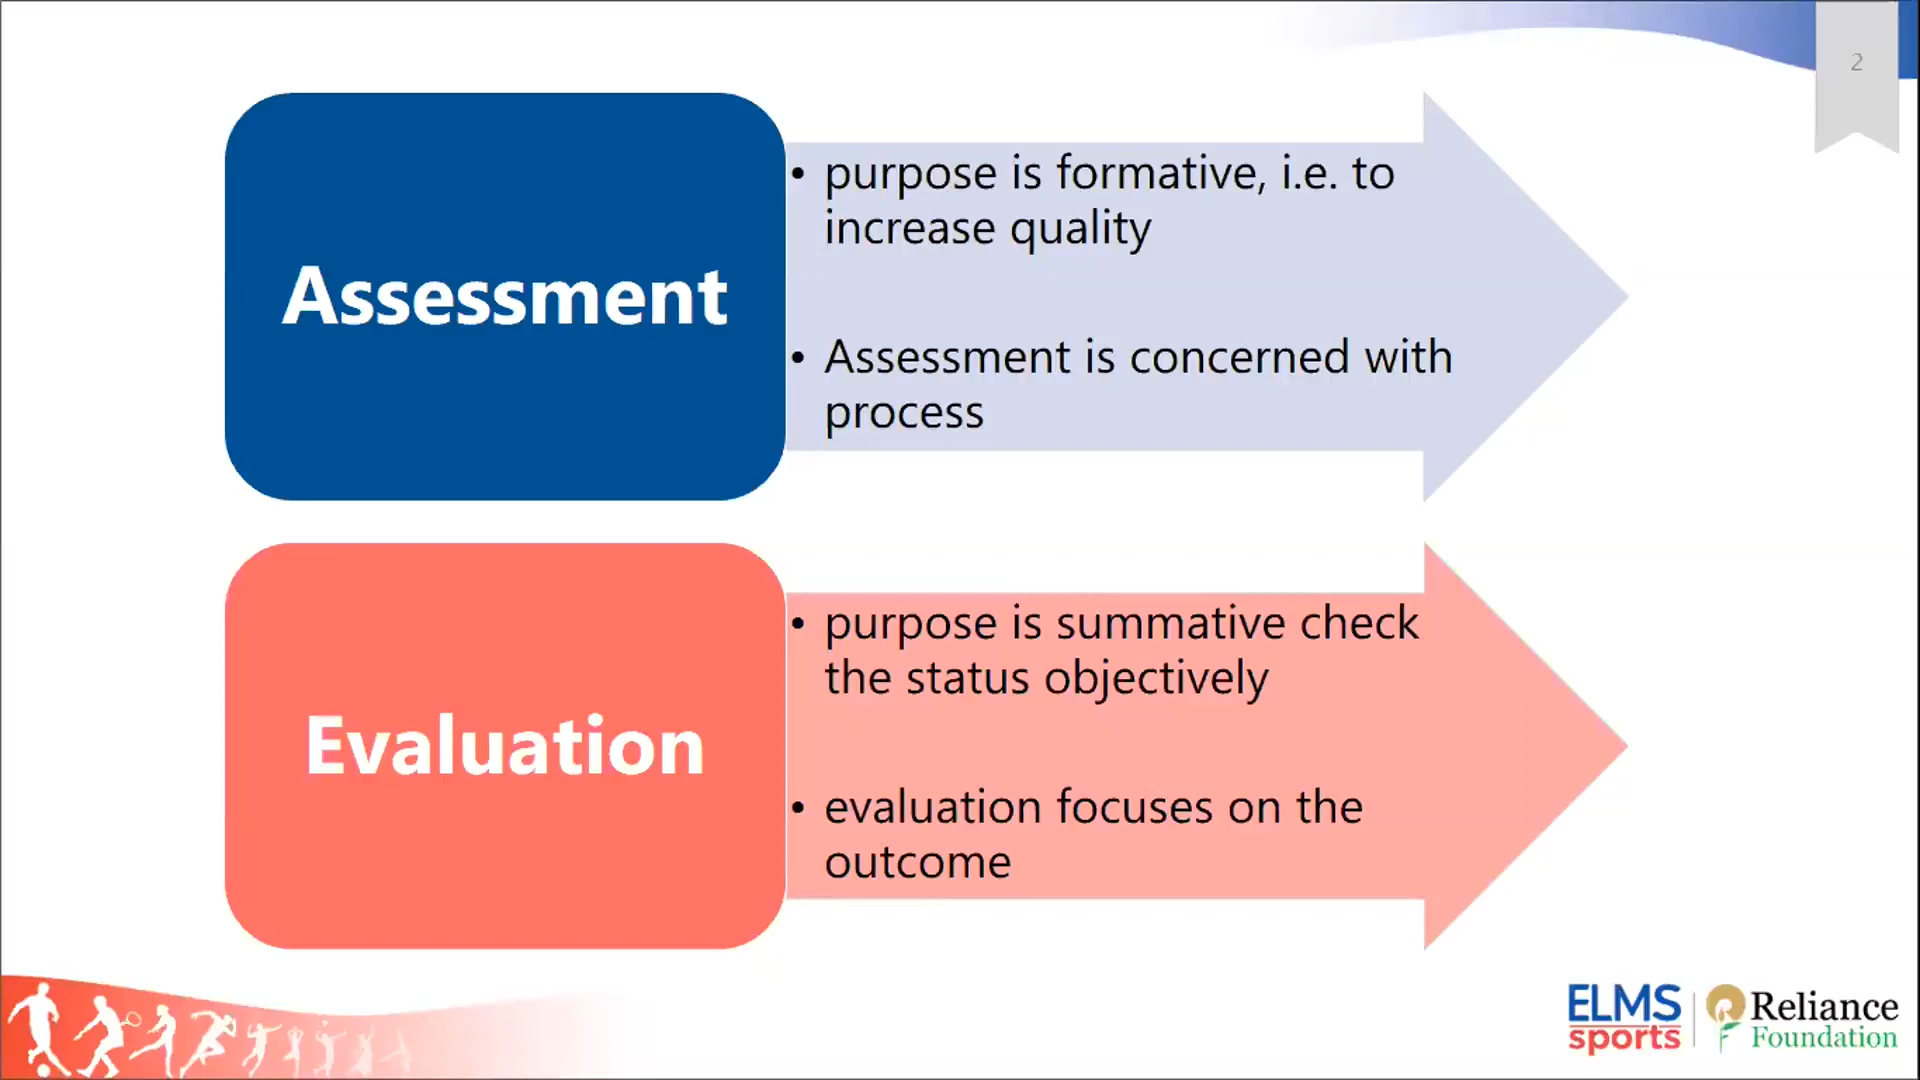 2
Assessment
• purpose is formative, i.e. to
increase quality
• Assessment is concerned with
process
Evaluation
• purpose is summative check
the status objectively
• evaluation focuses on the
outcome
ELMS
sports
Reliance
Foundation